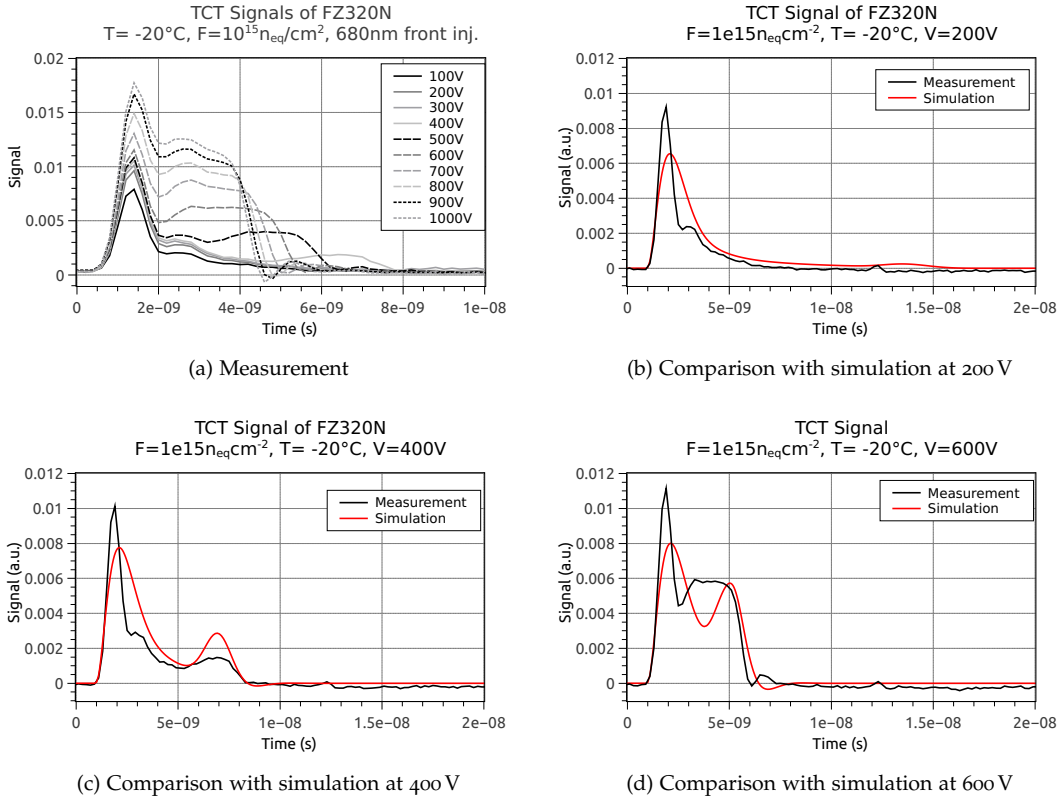 TCT Signals of FZ320N
T= -20°C, F=10¹⁵nₑq/cm², 680nm front inj.
0.02
0.015
0.01
0.005
0
Signal
100V
200V
300V
400V
500V
600V
700V
800V
900V
1000V
0 2e-09 4e-09 6e-09 8e-09 1e-08
Time (s)
(a) Measurement
TCT Signal of FZ320N
F=1e15nₑqcm⁻², T= -20°C, V=200V
0.012
0.01
0.008
0.006
0.004
0.002
0
Signal (a.u.)
Measurement
Simulation
0 5e-09 1e-08 1.5e-08 2e-08
Time (s)
(b) Comparison with simulation at 200 V
TCT Signal of FZ320N
F=1e15nₑqcm⁻², T= -20°C, V=400V
0.012
0.01
0.008
0.006
0.004
0.002
0
Signal (a.u.)
Measurement
Simulation
0 5e-09 1e-08 1.5e-08 2e-08
Time (s)
(c) Comparison with simulation at 400 V
TCT Signal
F=1e15nₑqcm⁻², T= -20°C, V=600V
0.012
0.01
0.008
0.006
0.004
0.002
0
Signal (a.u.)
Measurement
Simulation
0 5e-09 1e-08 1.5e-08 2e-08
Time (s)
(d) Comparison with simulation at 600 V